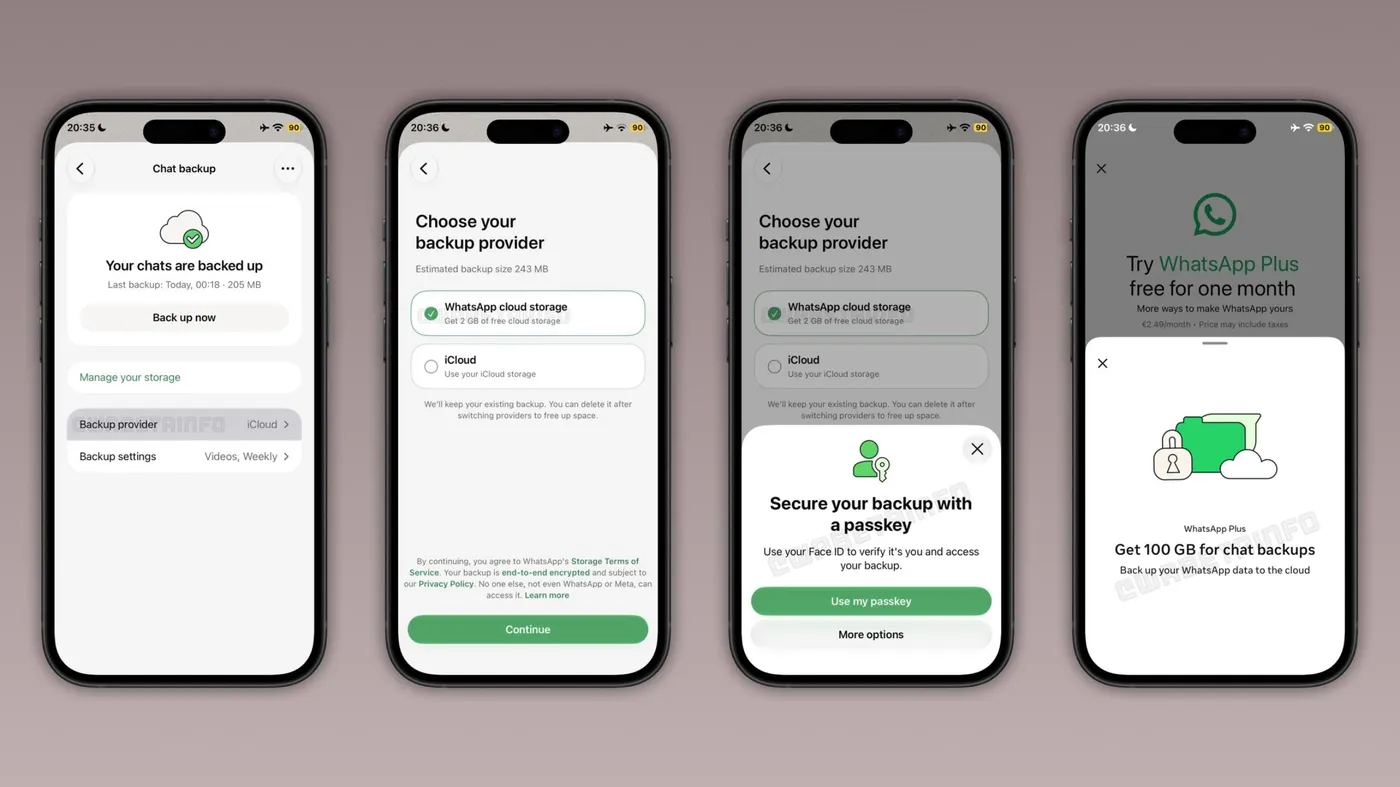 20:35
90
Chat backup
Your chats are backed up
Last backup: Today, 00:18 · 205 MB
Back up now
Manage your storage
Backup provider
iCloud
Backup settings
Videos, Weekly
20:36
90
Choose your
backup provider
Estimated backup size 243 MB
WhatsApp cloud storage
Get 2 GB of free cloud storage
iCloud
Use your iCloud storage
We'll keep your existing backup. You can delete it after
switching providers to free up space.
By continuing, you agree to WhatsApp's Storage Terms of
Service. Your backup is end-to-end encrypted and subject to
our Privacy Policy. No one else, not even WhatsApp or Meta, can
access it. Learn more
Continue
20:36
90
Choose your
backup provider
Estimated backup size 243 MB
WhatsApp cloud storage
Get 2 GB of free cloud storage
iCloud
Use your iCloud storage
We'll keep your existing backup. You can delete it after
switching providers to free up space.
Secure your backup with
a passkey
Use your Face ID to verify it's you and access
your backup.
Use my passkey
More options
20:36
90
Try WhatsApp Plus
free for one month
More ways to make WhatsApp yours
€2.49/month • Price may include taxes
WhatsApp Plus
Get 100 GB for chat backups
Back up your WhatsApp data to the cloud